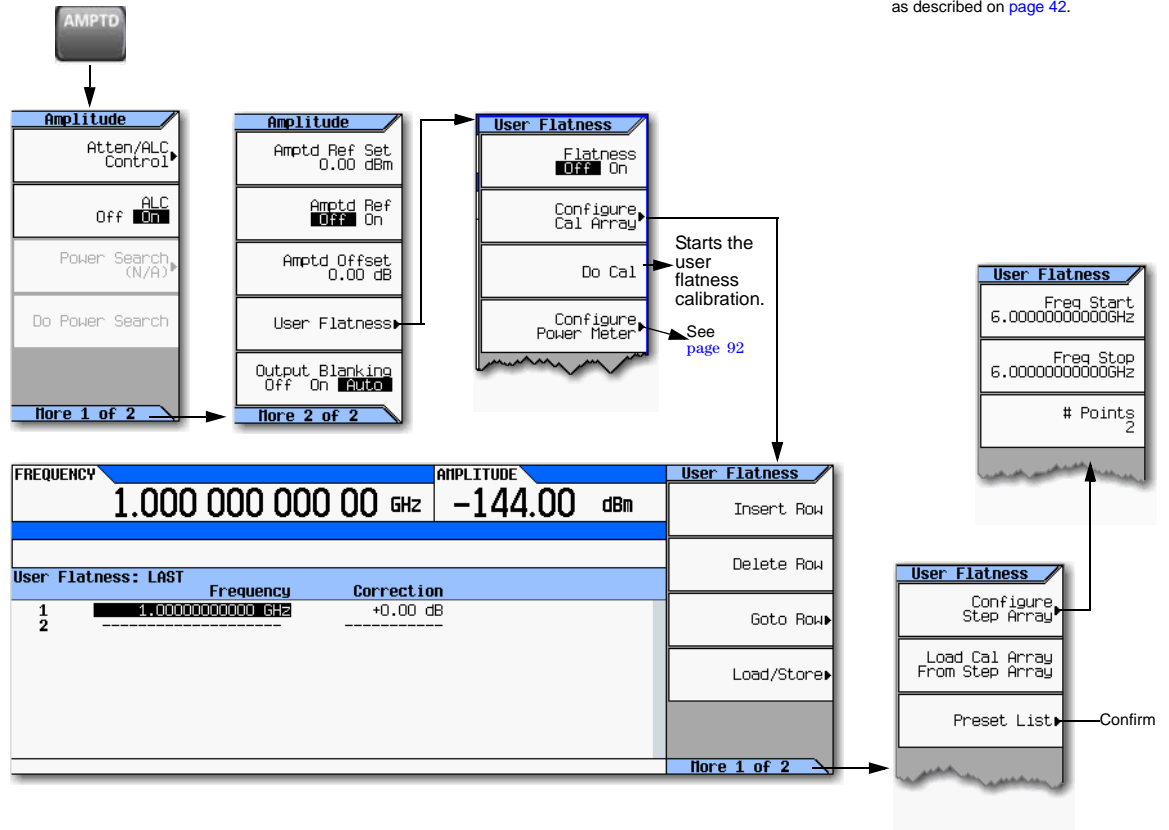 as described on page 42.
AMPTD
Amplitude
Atten/ALC
Control
ALC
Off On
Power Search
(N/A)
Do Power Search
More 1 of 2
Amplitude
Amptd Ref Set
0.00 dBm
Amptd Ref
Off On
Amptd Offset
0.00 dB
User Flatness
Output Blanking
Off On Auto
More 2 of 2
User Flatness
Flatness
Off On
Configure
Cal Array
Do Cal
Configure
Power Meter
Starts the
user
flatness
calibration.
See
page 92
User Flatness
Freq Start
6.00000000000GHz
Freq Stop
6.00000000000GHz
# Points
2
FREQUENCY
1.000 000 000 00 GHz
AMPLITUDE
-144.00 dBm
User Flatness: LAST
Frequency Correction
1 1.00000000000 GHz +0.00 dB
2 -------------------- -----------
User Flatness
Insert Row
Delete Row
Goto Row
Load/Store
More 1 of 2
User Flatness
Configure
Step Array
Load Cal Array
From Step Array
Preset List
Confirm